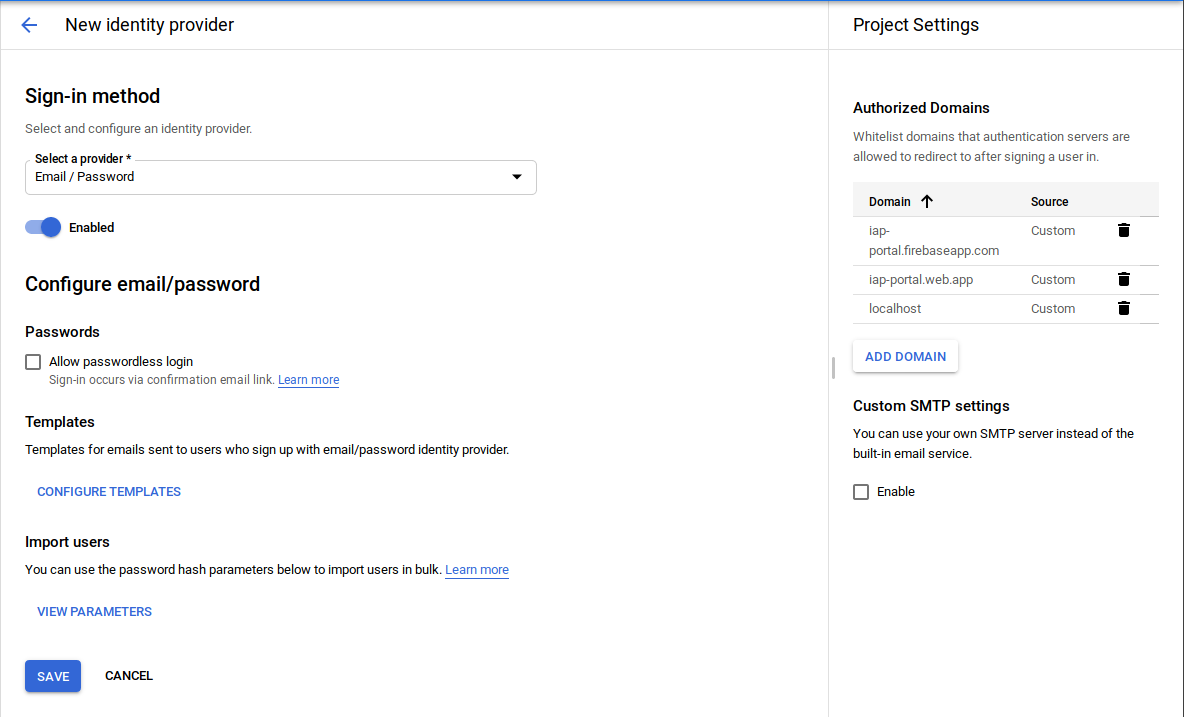 New identity provider
Sign-in method
Select and configure an identity provider.
Select a provider *
Email / Password
Enabled
Configure email/password
Passwords
Allow passwordless login
Sign-in occurs via confirmation email link. Learn more
Templates
Templates for emails sent to users who sign up with email/password identity provider.
CONFIGURE TEMPLATES
Import users
You can use the password hash parameters below to import users in bulk. Learn more
VIEW PARAMETERS
SAVE CANCEL
Project Settings
Authorized Domains
Whitelist domains that authentication servers are
allowed to redirect to after signing a user in.
Domain Source
iap- Custom
portal.firebaseapp.com
iap-portal.web.app Custom
localhost Custom
ADD DOMAIN
Custom SMTP settings
You can use your own SMTP server instead of the
built-in email service.
Enable